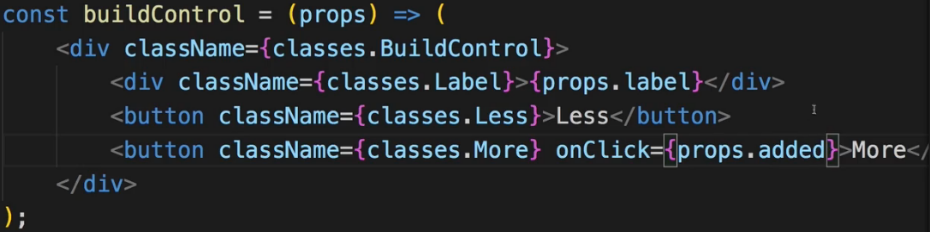 const buildControl = (props) => (
    <div className={classes.BuildControl}>
        <div className={classes.Label}>{props.label}</div>
        <button className={classes.Less}>Less</button>
        <button className={classes.More} onClick={props.added}>More</
    </div>
);